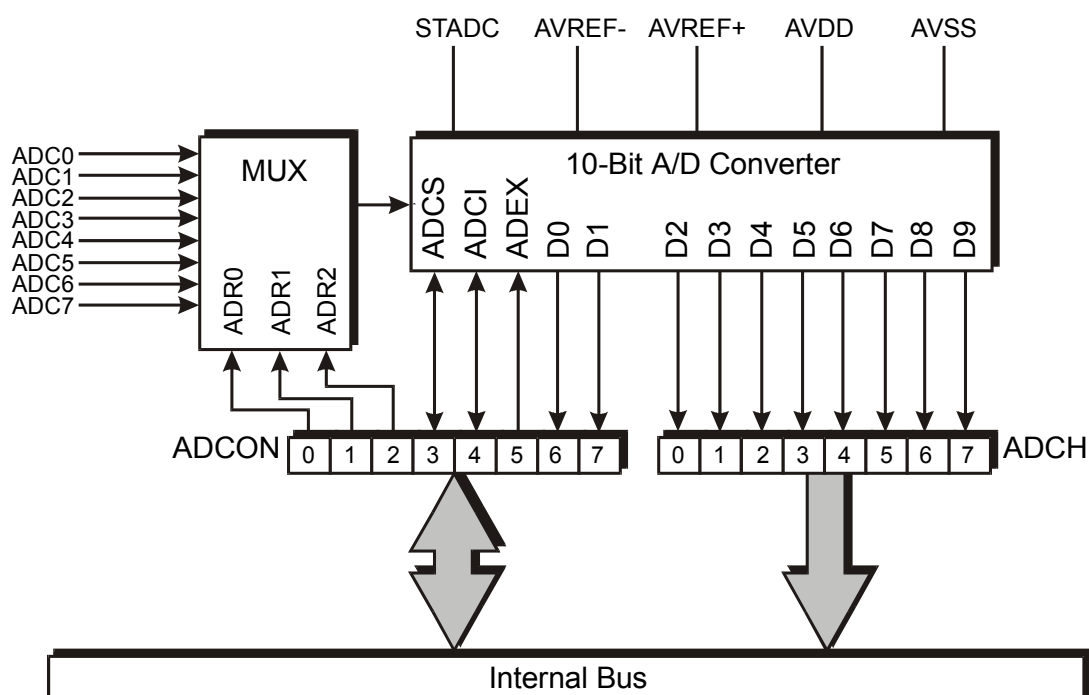 STADC AVREF- AVREF+ AVDD AVSS
10-Bit A/D Converter
MUX
ADC0
ADC1
ADC2
ADC3
ADC4
ADC5
ADC6
ADC7
ADR0 ADR1 ADR2
ADCS ADCI ADEX D0 D1 D2 D3 D4 D5 D6 D7 D8 D9
ADCON 0 1 2 3 4 5 6 7
0 1 2 3 4 5 6 7 ADCH
Internal Bus